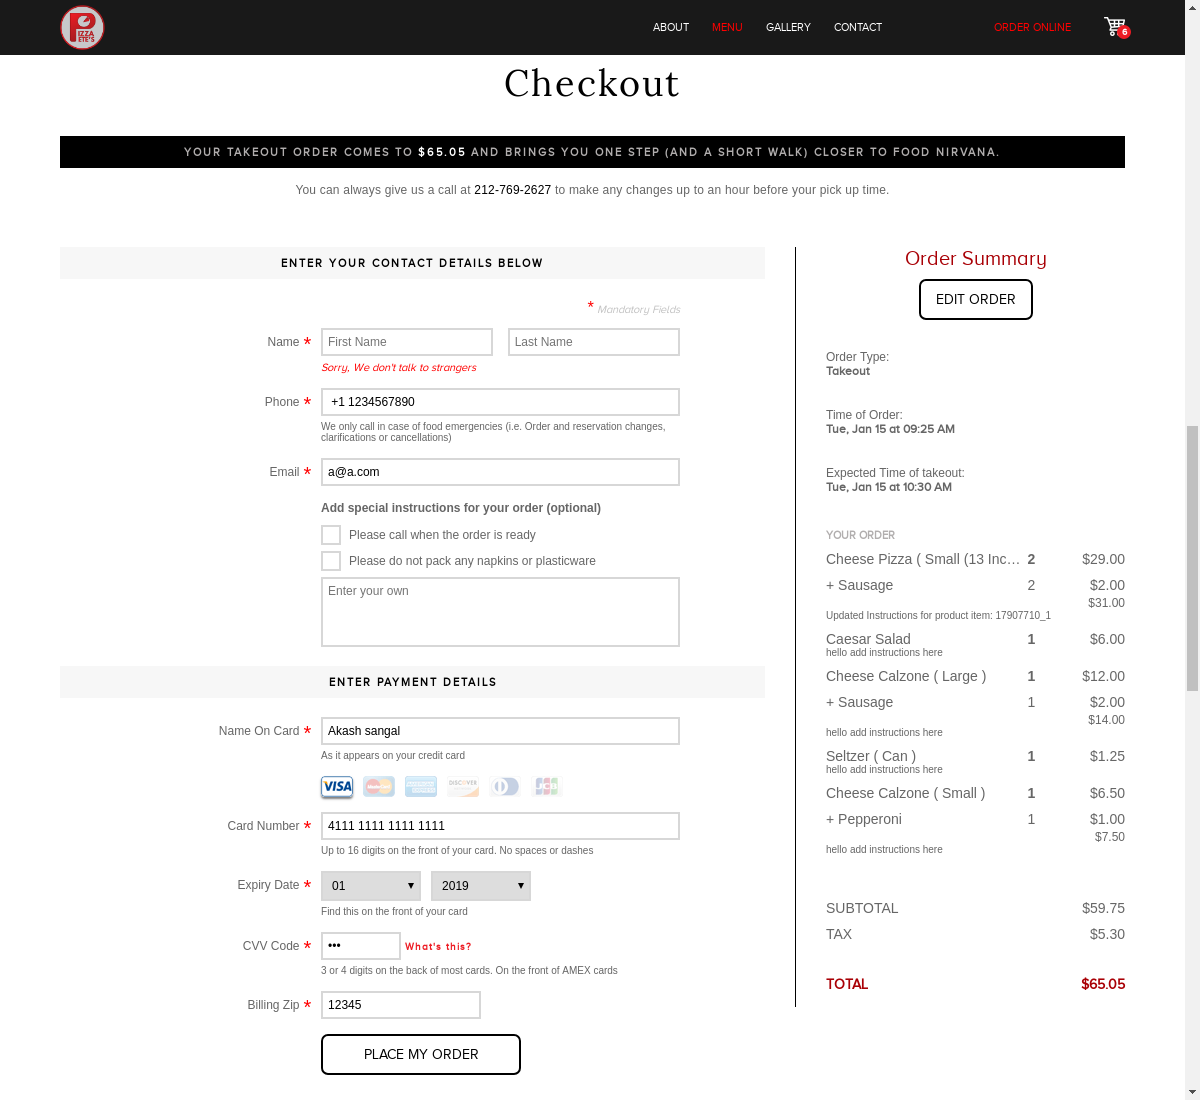 PIZZA
ETE'S
ABOUT
MENU
GALLERY
CONTACT
ORDER ONLINE
6
Checkout
YOUR TAKEOUT ORDER COMES TO $65.05 AND BRINGS YOU ONE STEP (AND A SHORT WALK) CLOSER TO FOOD NIRVANA.
You can always give us a call at 212-769-2627 to make any changes up to an hour before your pick up time.
ENTER YOUR CONTACT DETAILS BELOW
* Mandatory Fields
Name * First Name Last Name
Sorry, We don't talk to strangers
Phone * +1 1234567890
We only call in case of food emergencies (i.e. Order and reservation changes,
clarifications or cancellations)
Email * a@a.com
Add special instructions for your order (optional)
Please call when the order is ready
Please do not pack any napkins or plasticware
Enter your own
ENTER PAYMENT DETAILS
Name On Card * Akash sangal
As it appears on your credit card
VISA MasterCard AMERICAN EXPRESS DISCOVER JCB
Card Number * 4111 1111 1111 1111
Up to 16 digits on the front of your card. No spaces or dashes
Expiry Date * 01 2019
Find this on the front of your card
CVV Code * ••• What's this?
3 or 4 digits on the back of most cards. On the front of AMEX cards
Billing Zip * 12345
PLACE MY ORDER
Order Summary
EDIT ORDER
Order Type:
Takeout
Time of Order:
Tue, Jan 15 at 09:25 AM
Expected Time of takeout:
Tue, Jan 15 at 10:30 AM
YOUR ORDER
Cheese Pizza ( Small (13 Inc... 2 $29.00
+ Sausage 2 $2.00
$31.00
Updated Instructions for product item: 17907710_1
Caesar Salad 1 $6.00
hello add instructions here
Cheese Calzone ( Large ) 1 $12.00
+ Sausage 1 $2.00
$14.00
hello add instructions here
Seltzer ( Can ) 1 $1.25
hello add instructions here
Cheese Calzone ( Small ) 1 $6.50
+ Pepperoni 1 $1.00
$7.50
hello add instructions here
SUBTOTAL $59.75
TAX $5.30
TOTAL $65.05